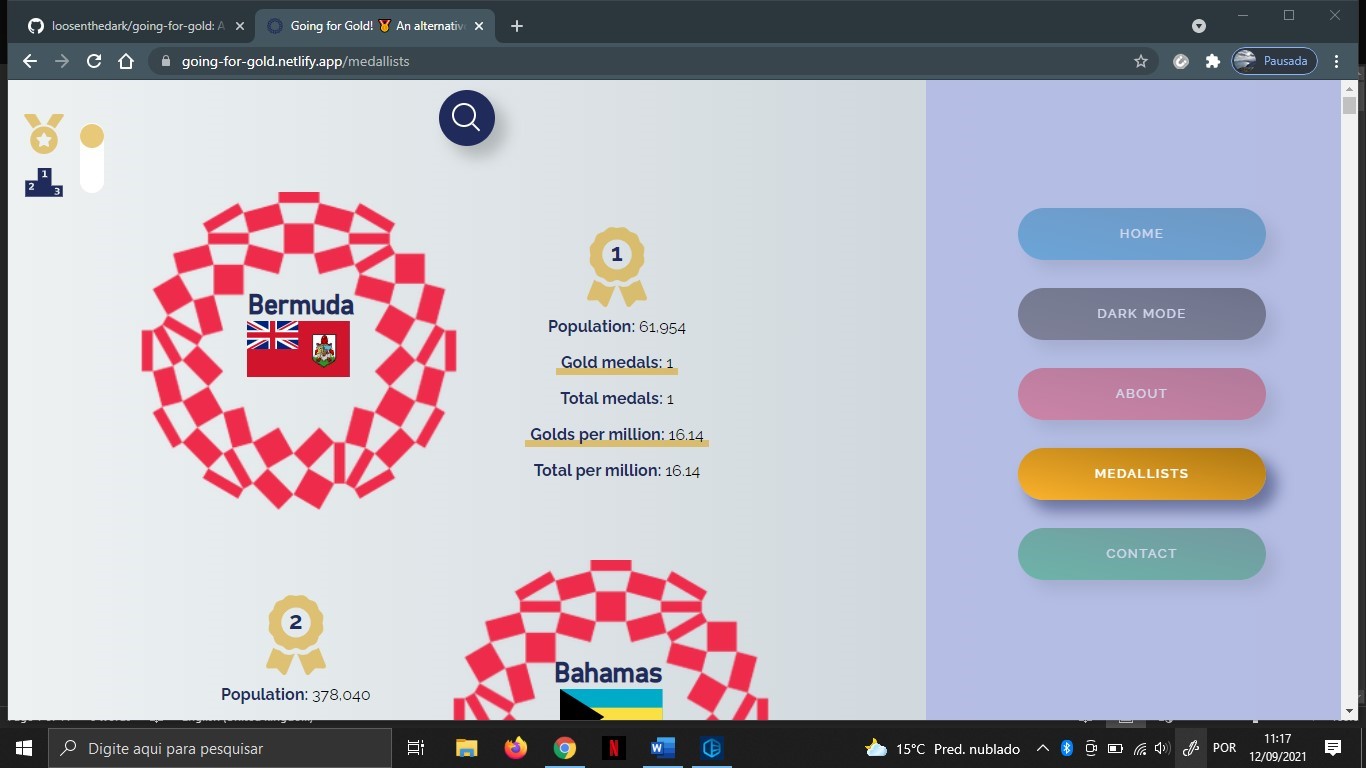 loosenthedark/going-for-gold: A
Going for Gold! 🏅 An alternative
going-for-gold.netlify.app/medallists
Pausada
1
2
3
HOME
DARK MODE
ABOUT
MEDALLISTS
CONTACT
Bermuda
1
Population: 61,954
Gold medals: 1
Total medals: 1
Golds per million: 16.14
Total per million: 16.14
2
Population: 378,040
Bahamas
Digite aqui para pesquisar
15°C Pred. nublado
POR
11:17
12/09/2021